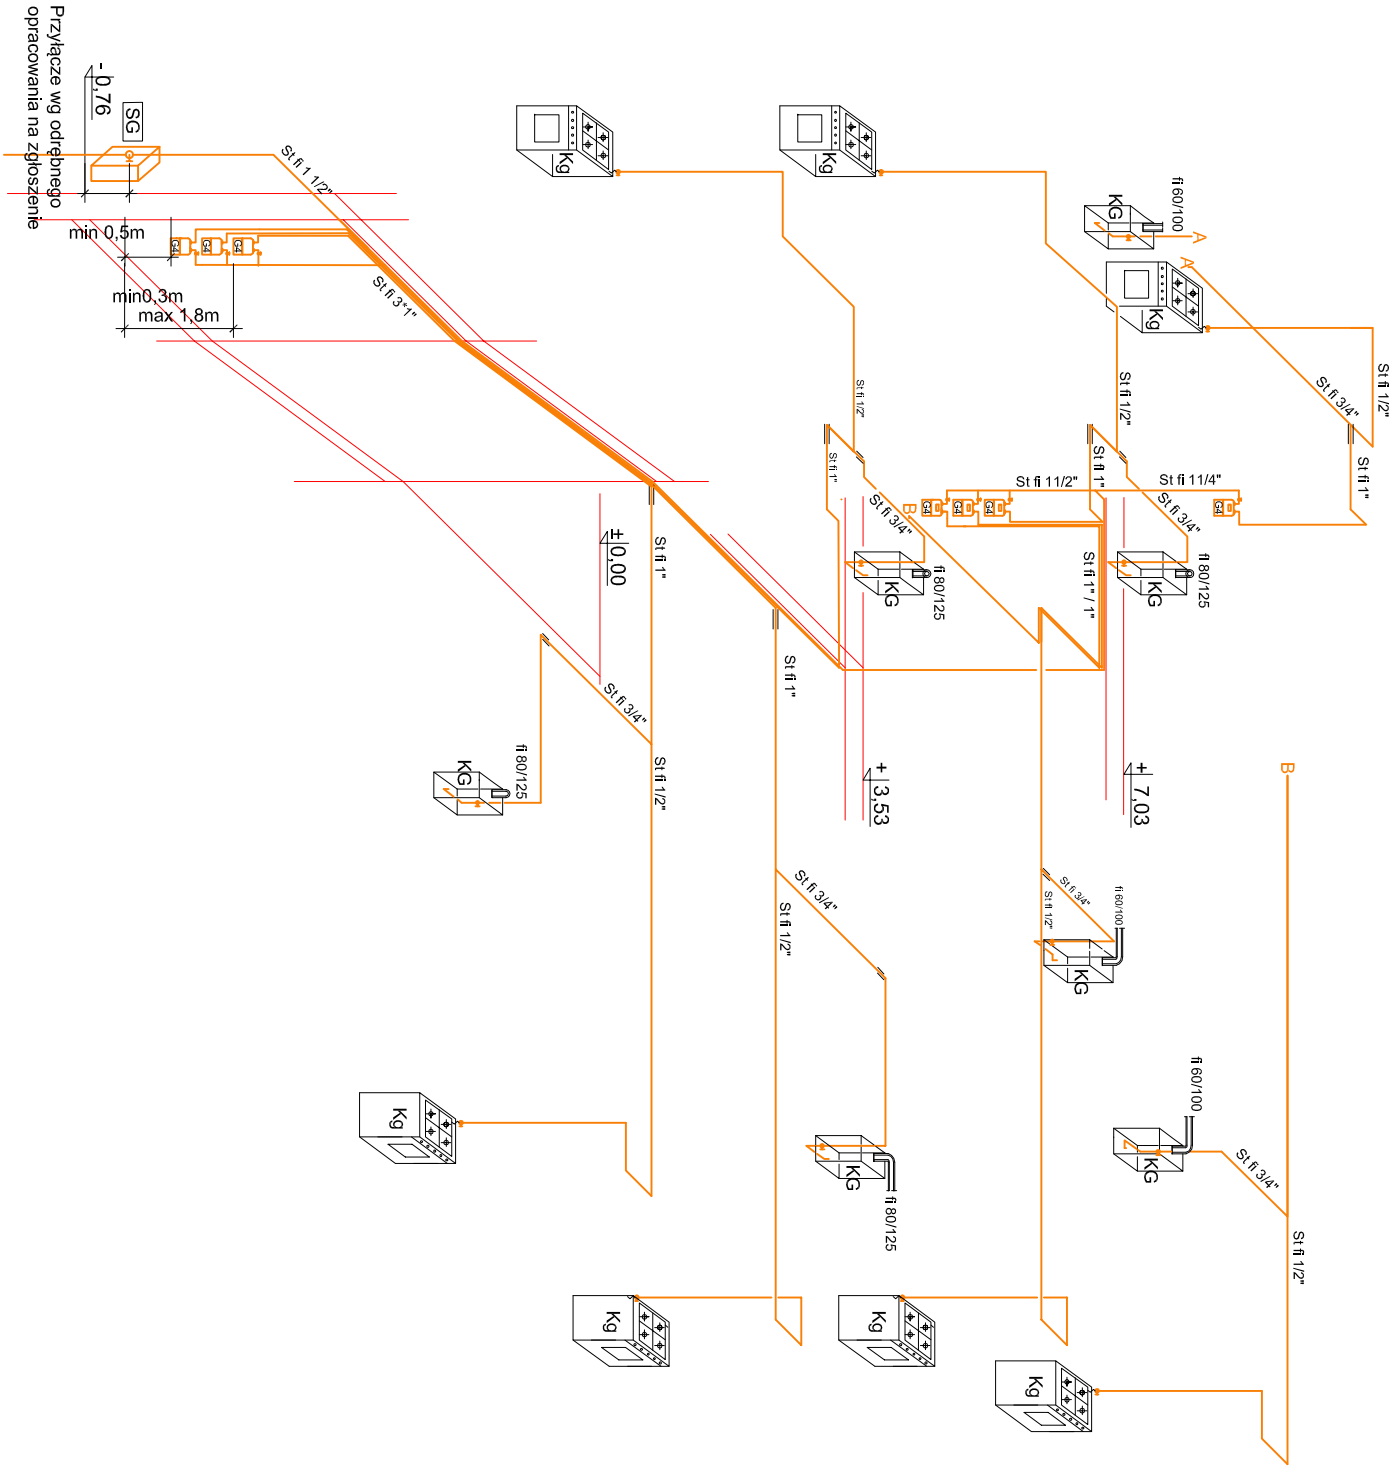 Przyłącze wg odrębnego
opracowania na zgłoszenie
- 0,76
SG
St fi 1 1/2"
min 0,5m
G4
G4
G4
min0,3m
max 1,8m
St fi 3*1"
Kg
Kg
fi 60/100
KG
A
A
Kg
St fi 1/2"
St fi 3/4"
St fi 1/2"
St fi 1/2"
St fi 1"
St fi 1"
St fi 1"
St fi 11/2"
St fi 11/4"
St fi 3/4"
St fi 3/4"
B
G4
G4
G4
G4
± 0,00
St fi 1"
KG
fi 80/125
St fi 1" / 1"
KG
fi 80/125
St fi 1"
St fi 3/4"
St fi 1/2"
fi 80/125
KG
+ 3,53
+ 7,03
B
St fi 3/4"
St fi 1/2"
St fi 3/4"
St fi 1/2"
fi 60/100
KG
Kg
KG
fi 80/125
fi 60/100
KG
St fi 3/4"
St fi 1/2"
Kg
Kg
Kg